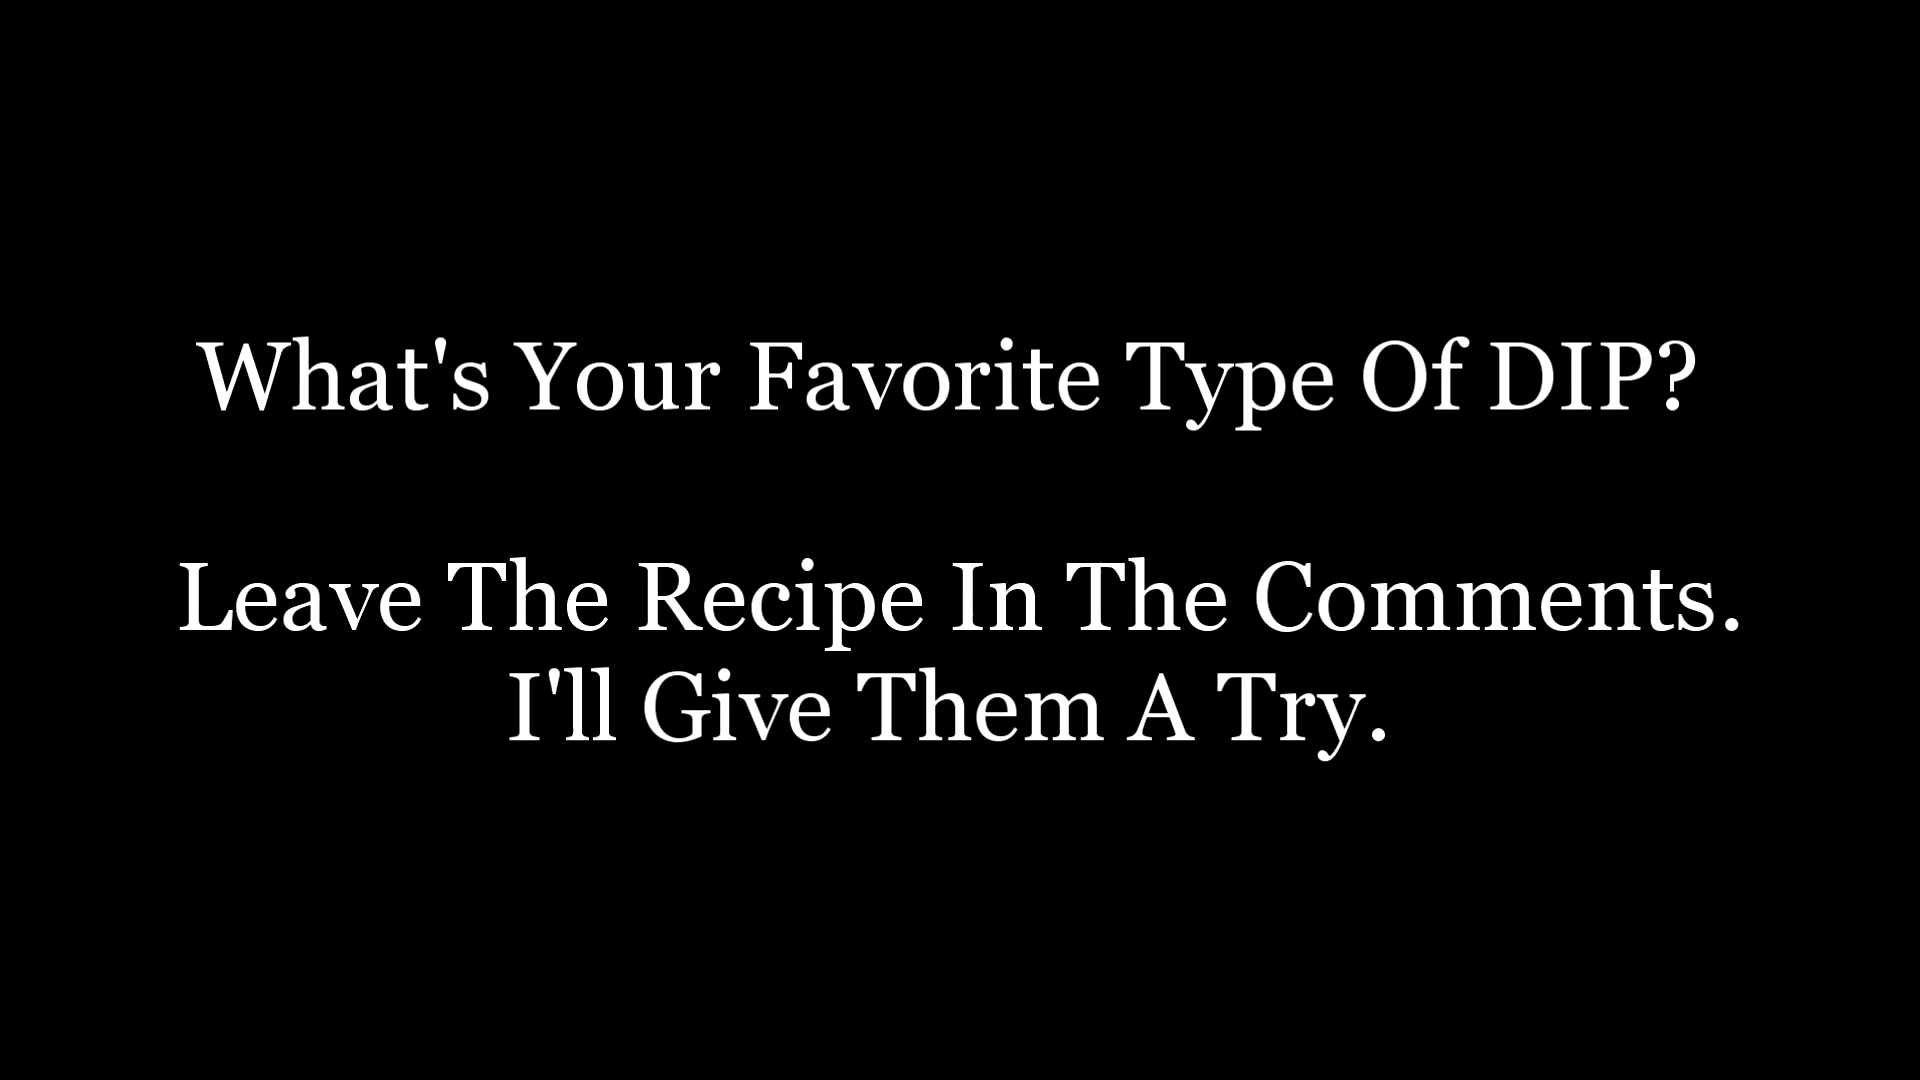 What's Your Favorite Type Of DIP?
Leave The Recipe In The Comments.
I'll Give Them A Try.